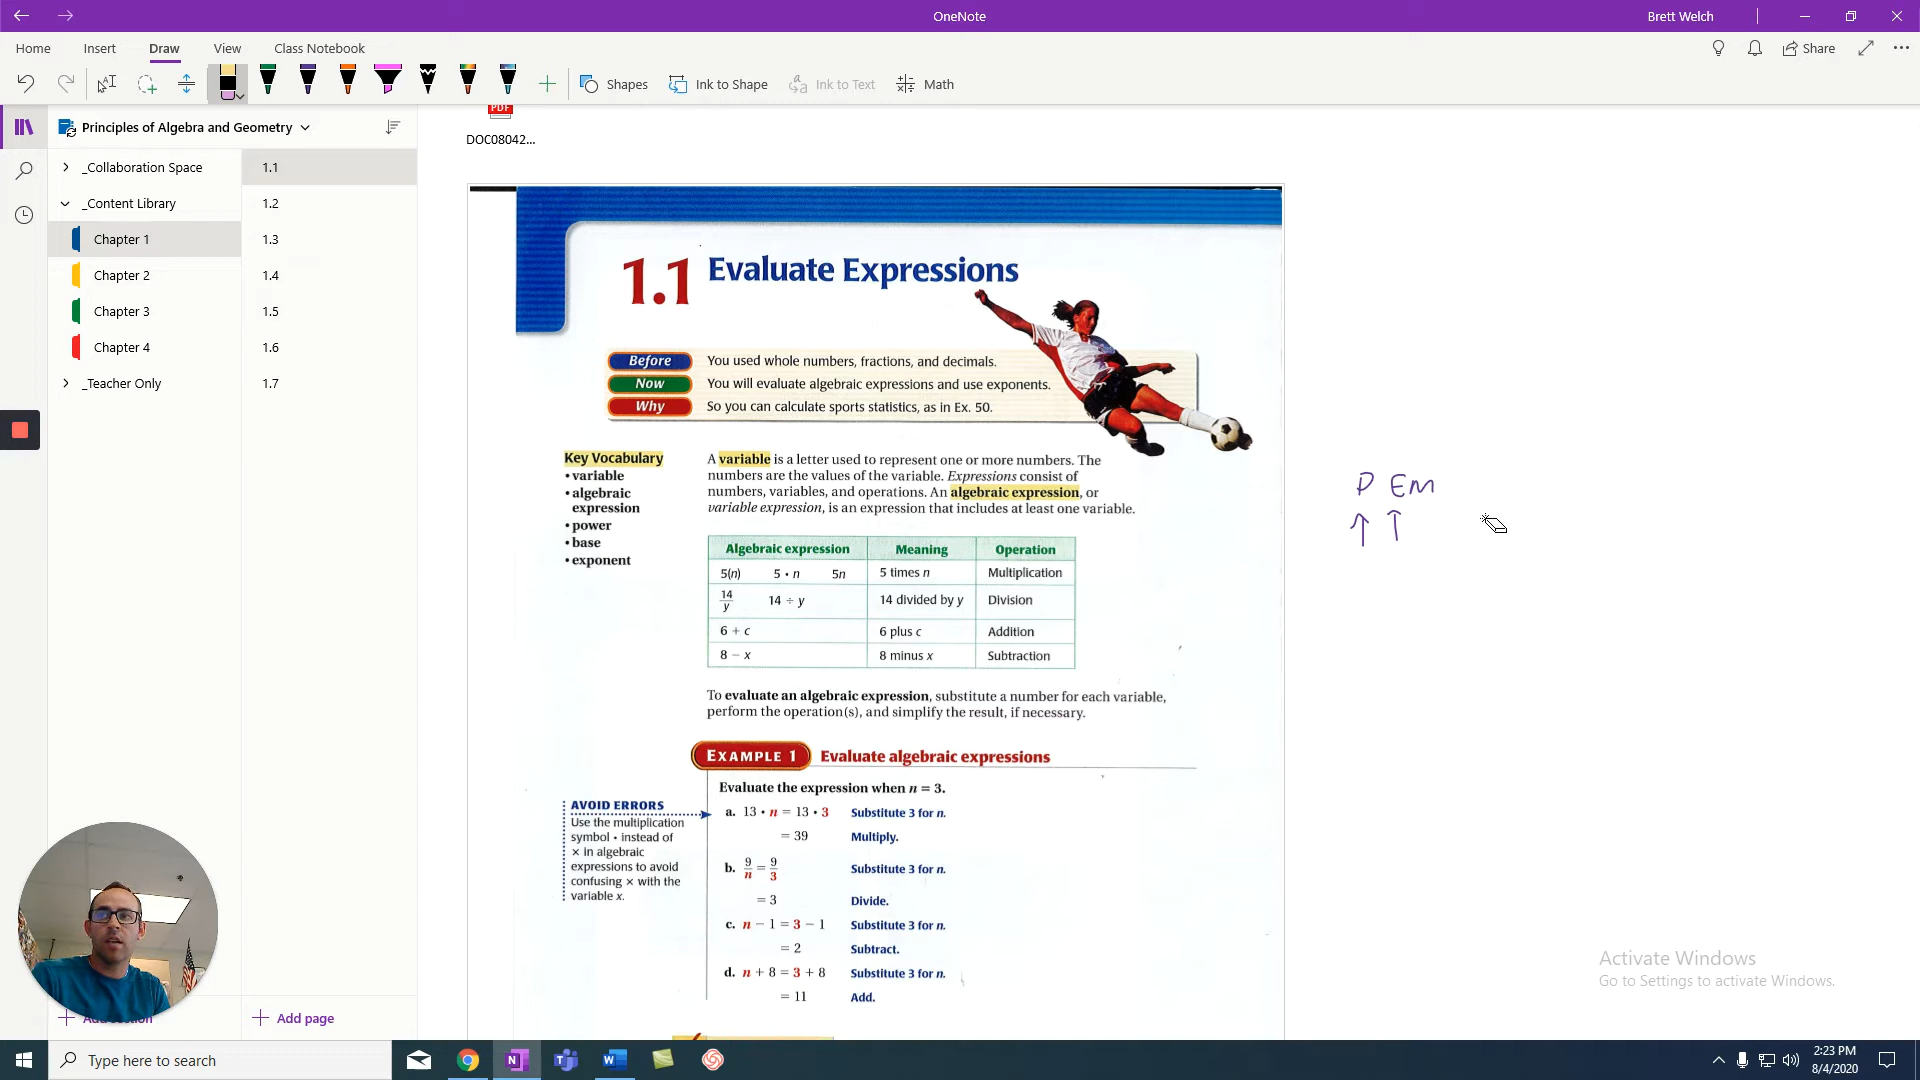 OneNote
Brett Welch
Home Insert Draw View Class Notebook
Share
Shapes Ink to Shape Ink to Text Math
Principles of Algebra and Geometry
_Collaboration Space
_Content Library
Chapter 1
Chapter 2
Chapter 3
Chapter 4
_Teacher Only
1.1
1.2
1.3
1.4
1.5
1.6
1.7
Add page
PDF
DOC08042...
1.1 Evaluate Expressions
Before You used whole numbers, fractions, and decimals.
Now You will evaluate algebraic expressions and use exponents.
Why So you can calculate sports statistics, as in Ex. 50.
Key Vocabulary
• variable
• algebraic
expression
• power
• base
• exponent
A variable is a letter used to represent one or more numbers. The
numbers are the values of the variable. Expressions consist of
numbers, variables, and operations. An algebraic expression, or
variable expression, is an expression that includes at least one variable.
Algebraic expression Meaning Operation
5(n) 5 • n 5n 5 times n Multiplication
14/y 14 ÷ y 14 divided by y Division
6 + c 6 plus c Addition
8 − x 8 minus x Subtraction
To evaluate an algebraic expression, substitute a number for each variable,
perform the operation(s), and simplify the result, if necessary.
EXAMPLE 1 Evaluate algebraic expressions
Evaluate the expression when n = 3.
a. 13 • n = 13 • 3 Substitute 3 for n.
= 39 Multiply.
b. 9/n = 9/3 Substitute 3 for n.
= 3 Divide.
c. n − 1 = 3 − 1 Substitute 3 for n.
= 2 Subtract.
d. n + 8 = 3 + 8 Substitute 3 for n.
= 11 Add.
AVOID ERRORS
Use the multiplication
symbol • instead of
× in algebraic
expressions to avoid
confusing × with the
variable x.
P Em
Activate Windows
Go to Settings to activate Windows.
Type here to search
2:23 PM
8/4/2020